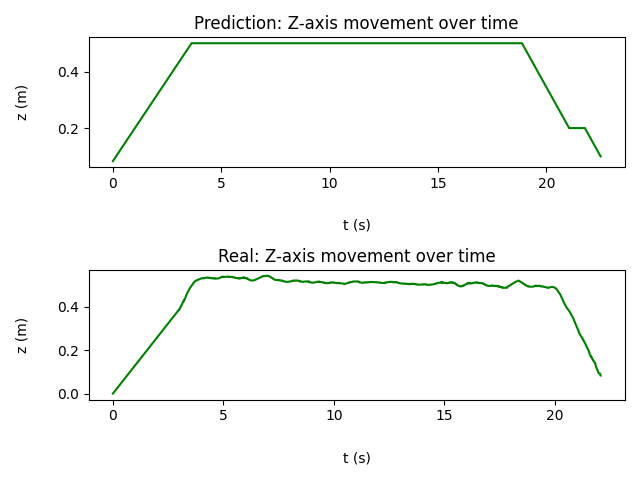 Prediction: Z-axis movement over time
z (m)
0.4
0.2
0 5 10 15 20
t (s)
Real: Z-axis movement over time
z (m)
0.4
0.2
0.0
0 5 10 15 20
t (s)